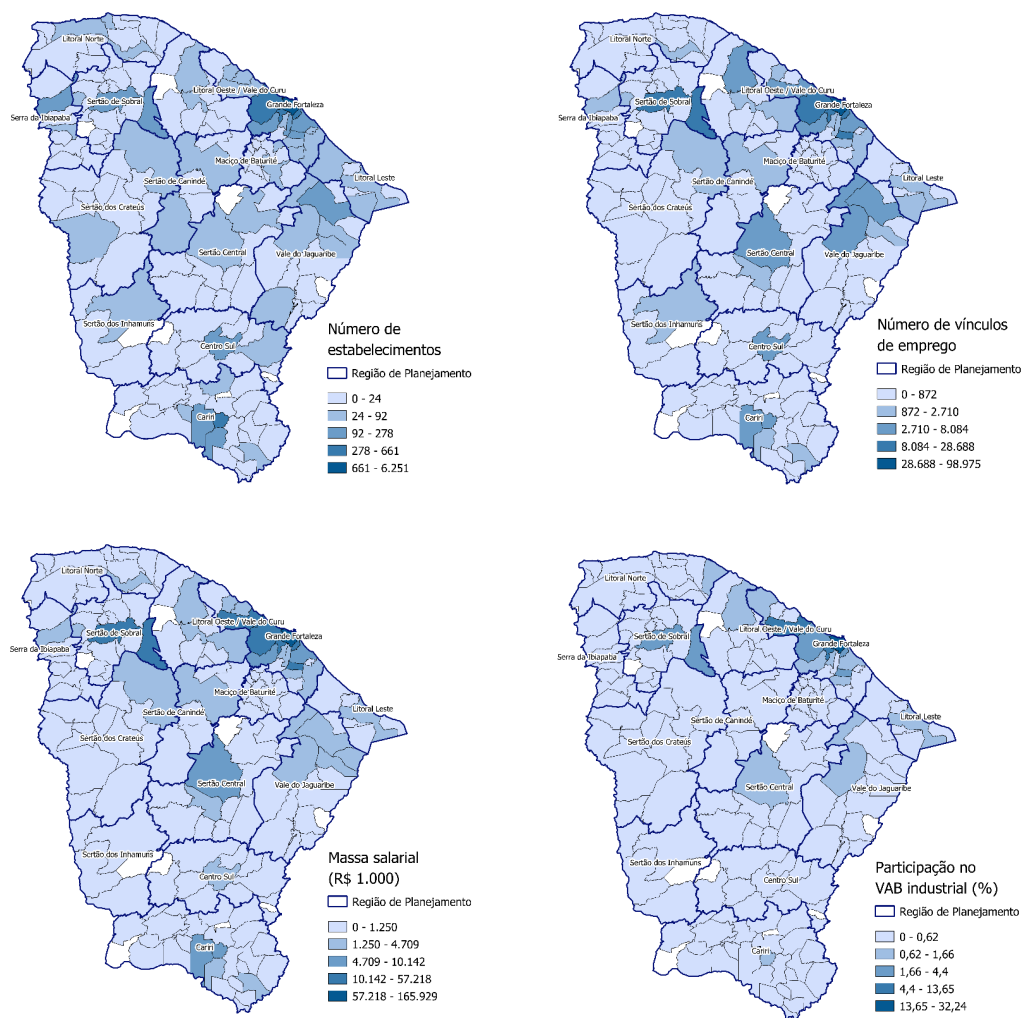 Litoral Norte
Litoral Oeste / Vale do Curu
Sertão de Sobral
Grande Fortaleza
Serra da Ibiapaba
Maciço de Baturité
Sertão de Canindé
Litoral Leste
Sertão dos Crateús
Sertão Central
Vale do Jaguaribe
Sertão dos Inhamuns
Centro Sul
Cariri
Número de
estabelecimentos
Região de Planejamento
0 - 24
24 - 92
92 - 278
278 - 661
661 - 6.251
Litoral Norte
Litoral Oeste / Vale do Curu
Sertão de Sobral
Grande Fortaleza
Serra da Ibiapaba
Maciço de Baturité
Sertão de Canindé
Litoral Leste
Sertão dos Crateús
Sertão Central
Vale do Jaguaribe
Sertão dos Inhamuns
Centro Sul
Cariri
Número de vínculos
de emprego
Região de Planejamento
0 - 872
872 - 2.710
2.710 - 8.084
8.084 - 28.688
28.688 - 98.975
Litoral Norte
Litoral Oeste / Vale do Curu
Sertão de Sobral
Grande Fortaleza
Serra da Ibiapaba
Maciço de Baturité
Sertão de Canindé
Litoral Leste
Sertão dos Crateús
Sertão Central
Vale do Jaguaribe
Sertão dos Inhamuns
Centro Sul
Cariri
Massa salarial
(R$ 1.000)
Região de Planejamento
0 - 1.250
1.250 - 4.709
4.709 - 10.142
10.142 - 57.218
57.218 - 165.929
Litoral Norte
Litoral Oeste / Vale do Curu
Sertão de Sobral
Grande Fortaleza
Serra da Ibiapaba
Maciço de Baturité
Sertão de Canindé
Litoral Leste
Sertão dos Crateús
Sertão Central
Vale do Jaguaribe
Sertão dos Inhamuns
Centro Sul
Cariri
Participação no
VAB industrial (%)
Região de Planejamento
0 - 0,62
0,62 - 1,66
1,66 - 4,4
4,4 - 13,65
13,65 - 32,24